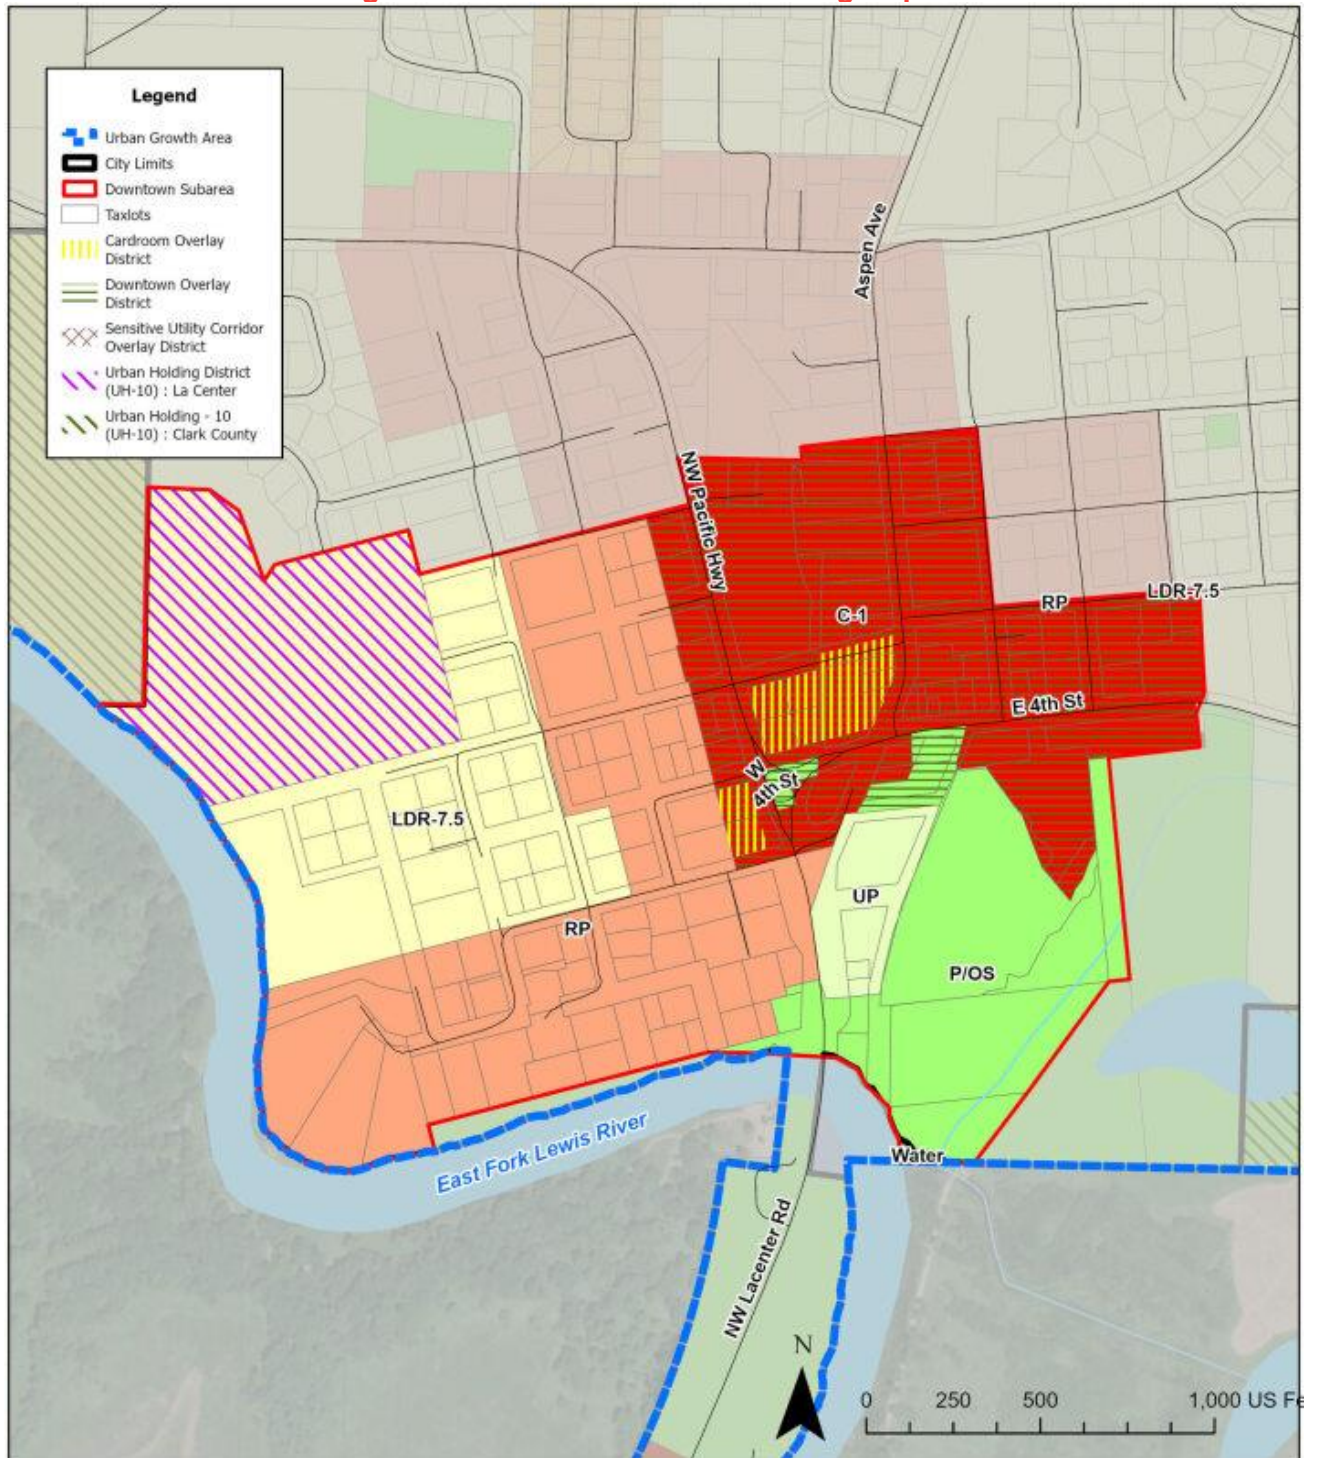 Legend
Urban Growth Area
City Limits
Downtown Subarea
Taxlots
Cardroom Overlay
District
Downtown Overlay
District
Sensitive Utility Corridor
Overlay District
Urban Holding District
(UH-10) : La Center
Urban Holding - 10
(UH-10) : Clark County
Aspen Ave
NW Pacific Hwy
C-1
RP
LDR-7.5
E 4th St
W
4th St
LDR-7.5
UP
RP
P/OS
East Fork Lewis River
Water
NW Lacenter Rd
N
0 250 500 1,000 US Fe